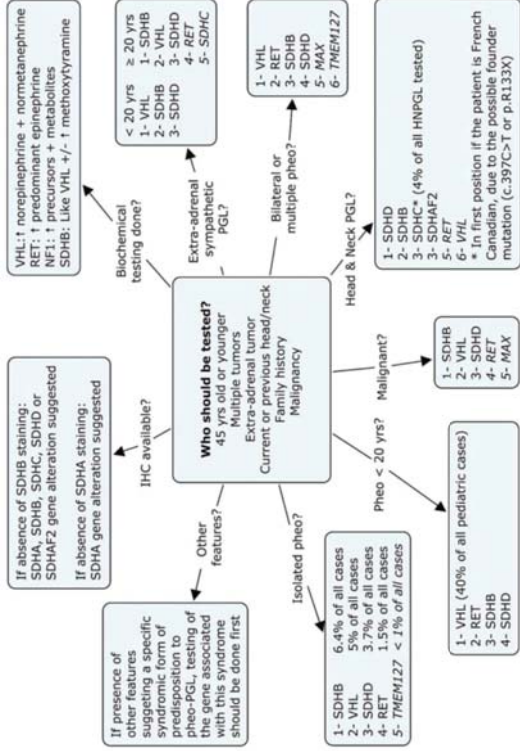 If absence of SDHB staining:
SDHA, SDHB, SDHC, SDHD or
SDHAF2 gene alteration suggested
If absence of SDHA staining:
SDHA gene alteration suggested
VHL:↑ norepinephrine + normetanephrine
RET: ↑ predominant epinephrine
NF1: ↑ precursors + metabolites
SDHB: Like VHL +/- ↑ methoxytyramine
IHC available?
Biochemical
testing done?
If presence of
other features
suggesting a specific
syndromic form of
predisposition to
pheo-PGL, testing of
the gene associated
with this syndrome
should be done first
Other
features?
Who should be tested?
45 yrs old or younger
Multiple tumors
Extra-adrenal tumor
Current or previous head/neck
Family history
Malignancy
Extra-adrenal
sympathetic
PGL?
< 20 yrs ≥ 20 yrs
1- VHL 1- SDHB
2- SDHB 2- VHL
3- SDHD 3- SDHD
4- RET
5- SDHC
Bilateral or
multiple pheo?
1- VHL
2- RET
3- SDHB
4- SDHD
5- MAX
6- TMEM127
Isolated pheo?
1- SDHB 6.4% of all cases
2- VHL 5% of all cases
3- SDHD 3.7% of all cases
4- RET 1.5% of all cases
5- TMEM127 < 1% of all cases
Pheo < 20 yrs?
1- VHL (40% of all pediatric cases)
2- RET
3- SDHB
4- SDHD
Malignant?
1- SDHB
2- VHL
3- SDHD
4- RET
5- MAX
Head & Neck PGL?
1- SDHD
2- SDHB
3- SDHC* (4% of all HNPGL tested)
3- SDHAF2
5- RET
6- VHL
* In first position if the patient is French
Canadian, due to the possible founder
mutation (c.397C>T or p.R133X)